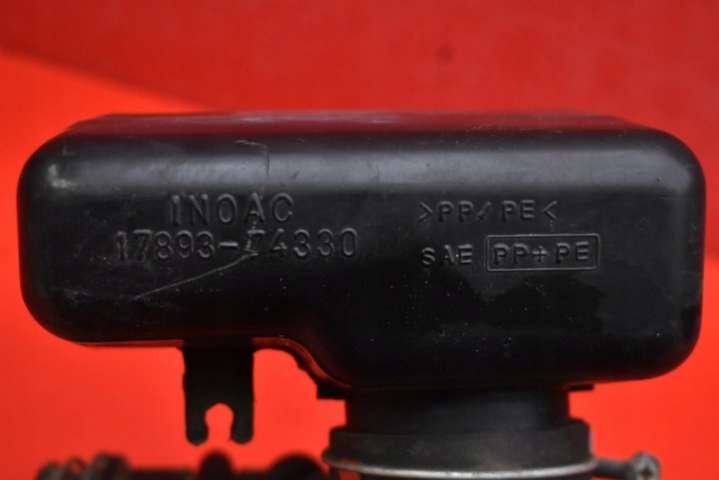 INOAC
17893-74330
>PP/PE<
SAE PP+PE